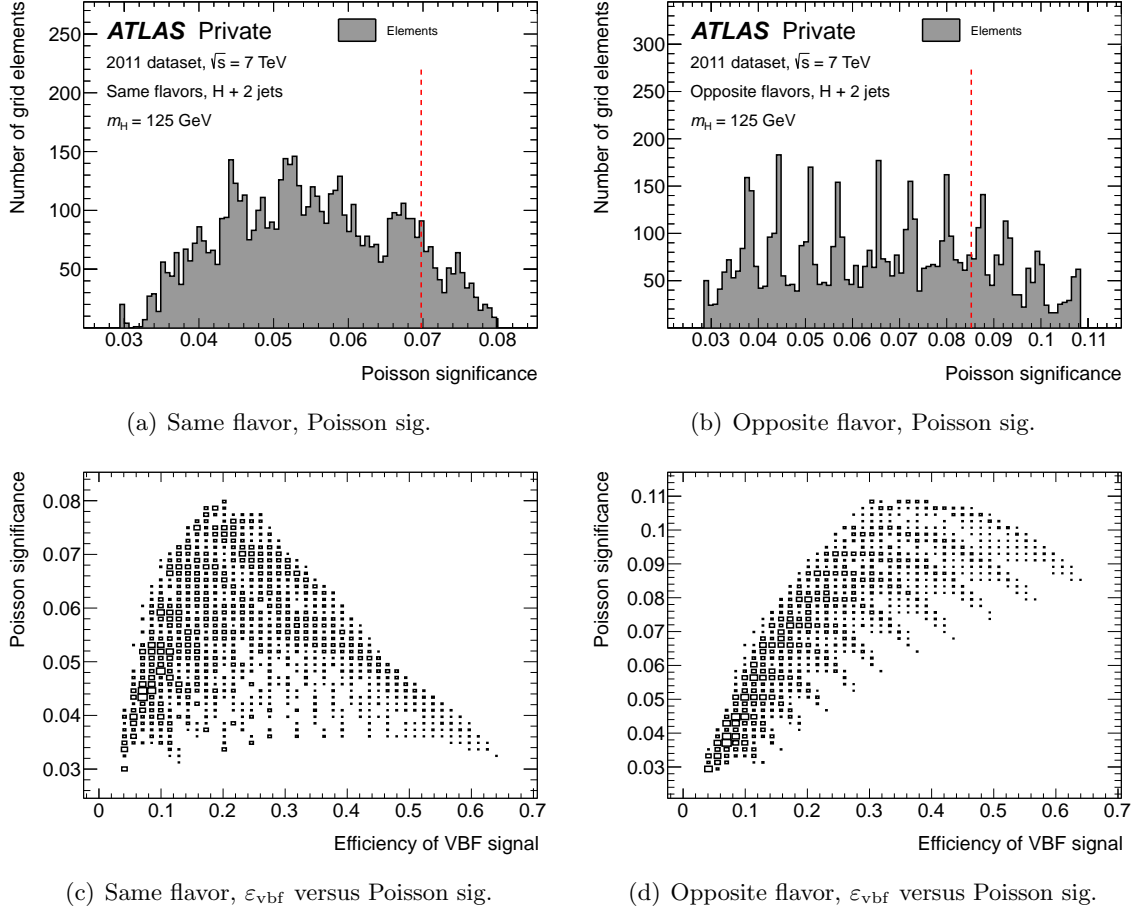 Number of grid elements
250
200
150
100
50
ATLAS Private
Elements
2011 dataset, √s = 7 TeV
Same flavors, H + 2 jets
m_H = 125 GeV
0.03 0.04 0.05 0.06 0.07 0.08
Poisson significance
(a) Same flavor, Poisson sig.
Number of grid elements
300
250
200
150
100
50
ATLAS Private
Elements
2011 dataset, √s = 7 TeV
Opposite flavors, H + 2 jets
m_H = 125 GeV
0.03 0.04 0.05 0.06 0.07 0.08 0.09 0.1 0.11
Poisson significance
(b) Opposite flavor, Poisson sig.
Poisson significance
0.08
0.07
0.06
0.05
0.04
0.03
0 0.1 0.2 0.3 0.4 0.5 0.6 0.7
Efficiency of VBF signal
(c) Same flavor, ε_vbf versus Poisson sig.
Poisson significance
0.11
0.1
0.09
0.08
0.07
0.06
0.05
0.04
0.03
0 0.1 0.2 0.3 0.4 0.5 0.6 0.7
Efficiency of VBF signal
(d) Opposite flavor, ε_vbf versus Poisson sig.